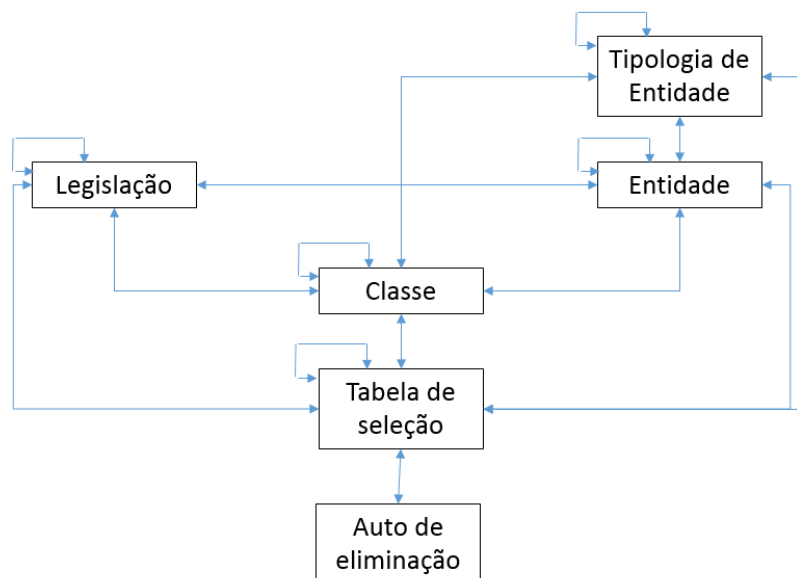 Tipologia de
Entidade
Legislação
Entidade
Classe
Tabela de
seleção
Auto de
eliminação